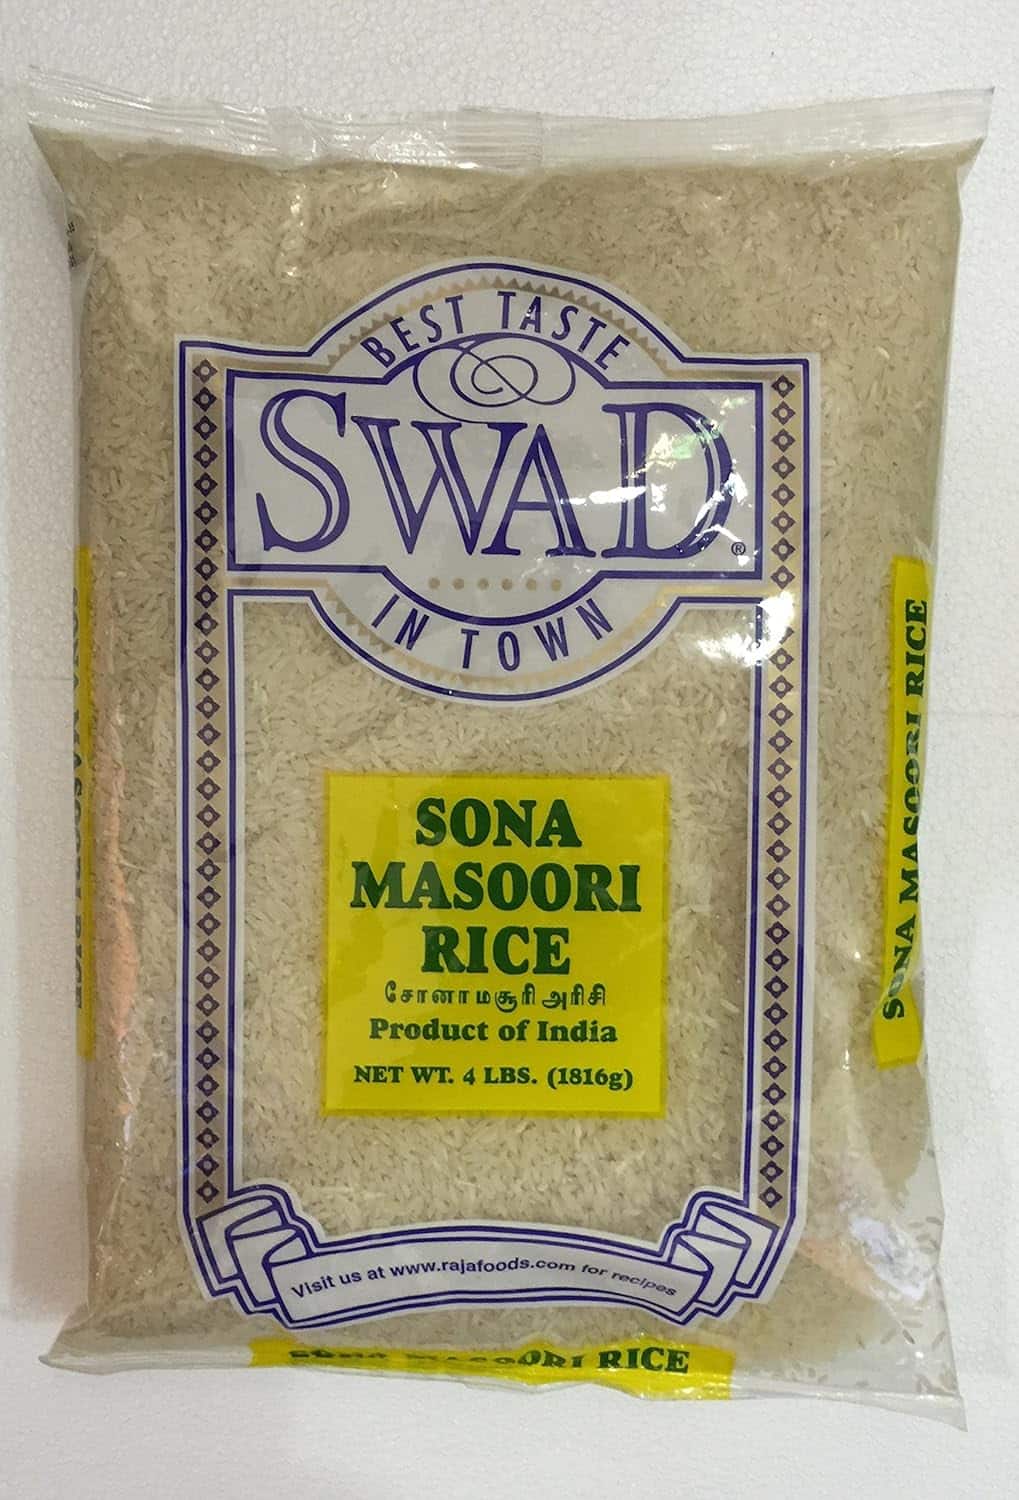 BEST TASTE
SWAD®
IN TOWN
SONA
MASOORI
RICE
சோனா மசூரி அரிசி
Product of India
NET WT. 4 LBS. (1816g)
SONA MASOORI RICE
Visit us at www.rajafoods.com for recipes
SONA MASOORI RICE